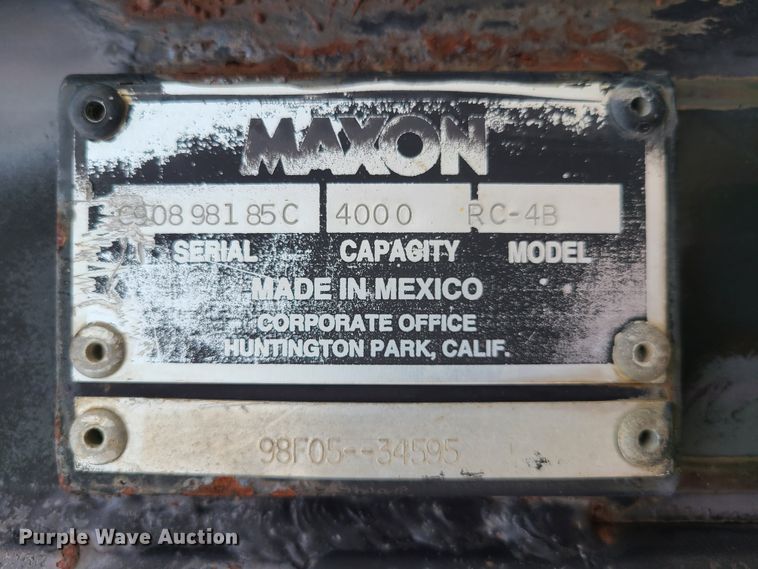 MAXON
C908 981 85C 4000 RC-4B
SERIAL CAPACITY MODEL
MADE IN MEXICO
CORPORATE OFFICE
HUNTINGTON PARK, CALIF.
98F05--34595
Purple Wave Auction